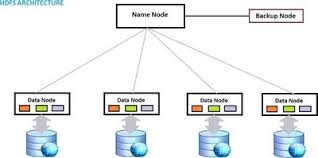 HDFS ARCHITECTURE
Name Node
Backup Node
Data Node
Data Node
Data Node
Data Node